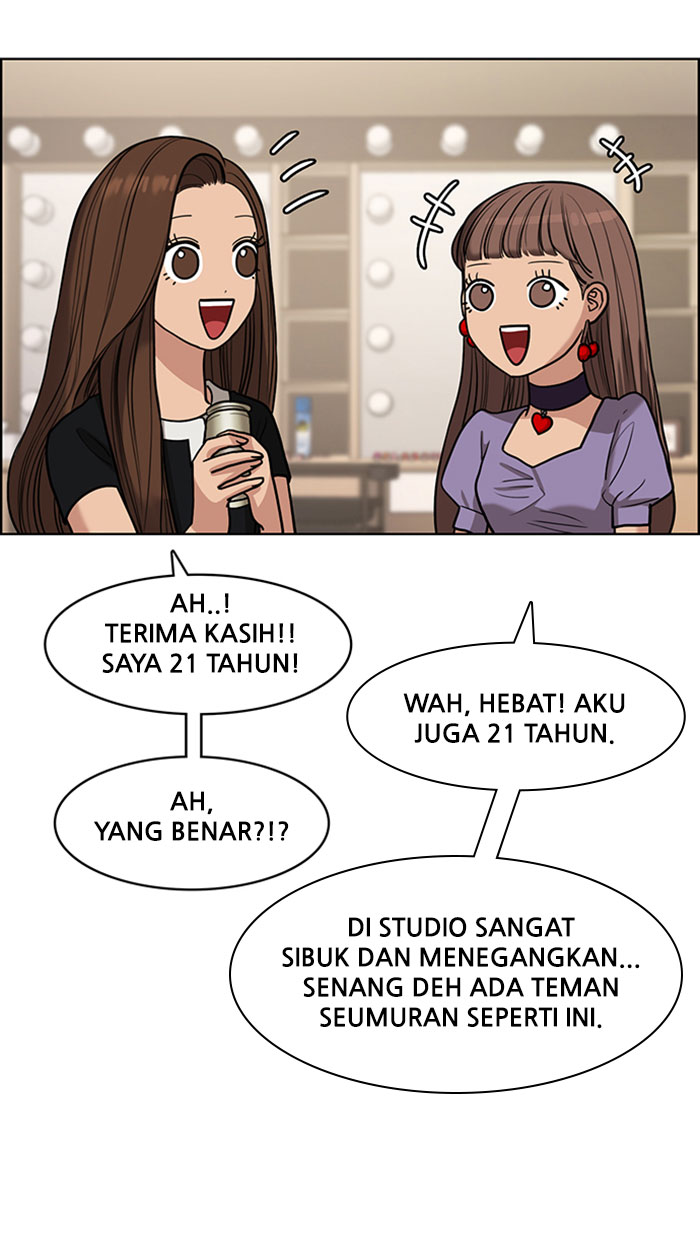 AH..!
TERIMA KASIH!!
SAYA 21 TAHUN!
WAH, HEBAT! AKU
JUGA 21 TAHUN.
AH,
YANG BENAR?!?
DI STUDIO SANGAT
SIBUK DAN MENEGANGKAN...
SENANG DEH ADA TEMAN
SEUMURAN SEPERTI INI.